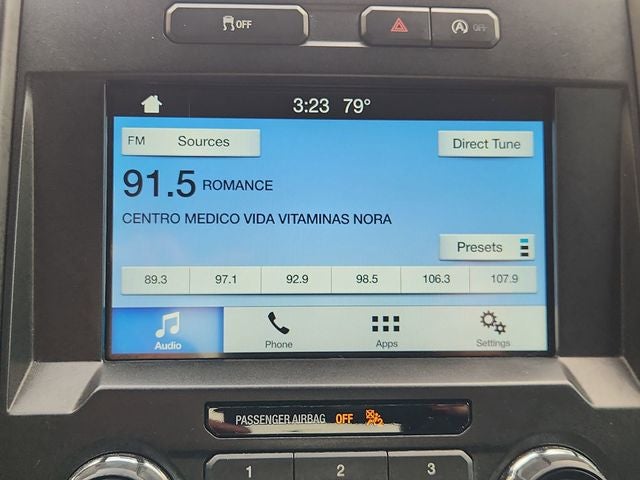 OFF
OFF
3:23 79°
FM Sources
Direct Tune
91.5 ROMANCE
CENTRO MEDICO VIDA VITAMINAS NORA
Presets
89.3 97.1 92.9 98.5 106.3 107.9
Audio Phone Apps Settings
PASSENGER AIRBAG OFF
1 2 3